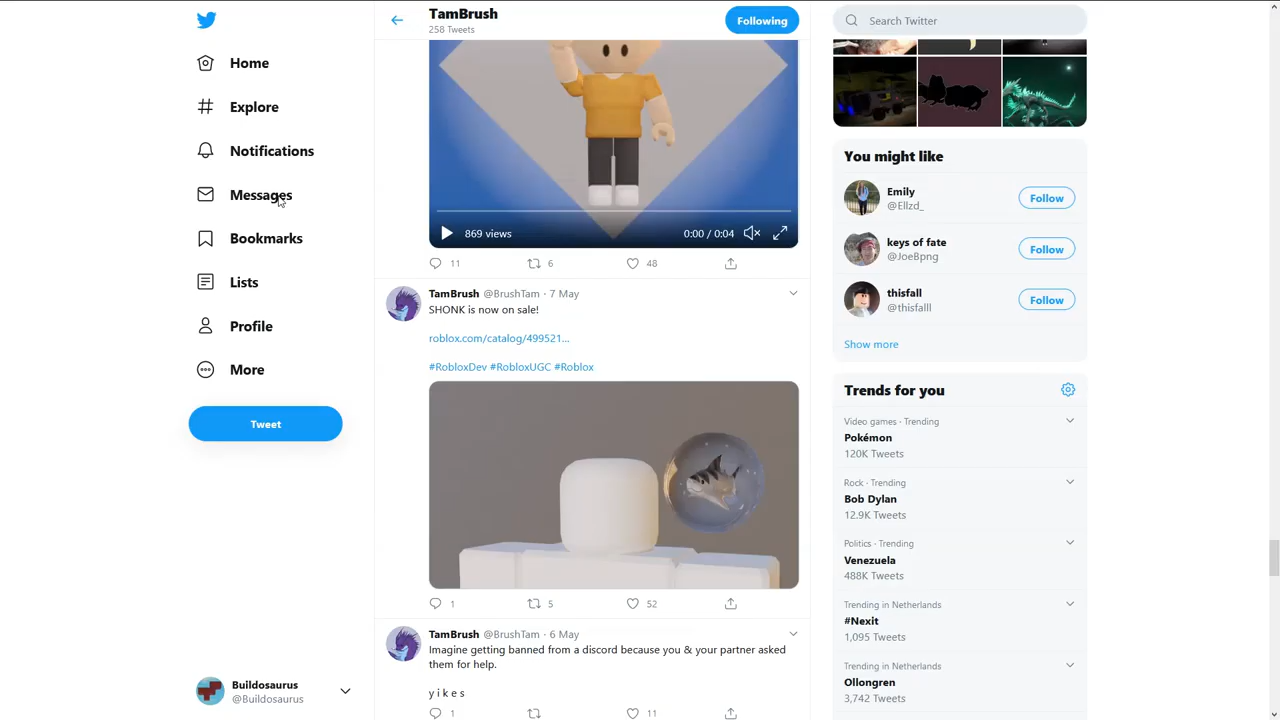 Home
Explore
Notifications
Messages
Bookmarks
Lists
Profile
More
Tweet
Buildosaurus
@Buildosaurus
TamBrush
258 Tweets
Following
869 views
0:00 / 0:04
11
6
48
TamBrush @BrushTam · 7 May
SHONK is now on sale!
roblox.com/catalog/499521...
#RobloxDev #RobloxUGC #Roblox
1
5
52
TamBrush @BrushTam · 6 May
Imagine getting banned from a discord because you & your partner asked
them for help.
y i k e s
1
11
Search Twitter
You might like
Emily
@Ellzd_
Follow
keys of fate
@JoeBpng
Follow
thisfall
@thisfalll
Follow
Show more
Trends for you
Video games · Trending
Pokémon
120K Tweets
Rock · Trending
Bob Dylan
12.9K Tweets
Politics · Trending
Venezuela
488K Tweets
Trending in Netherlands
#Nexit
1,095 Tweets
Trending in Netherlands
Ollongren
3,742 Tweets